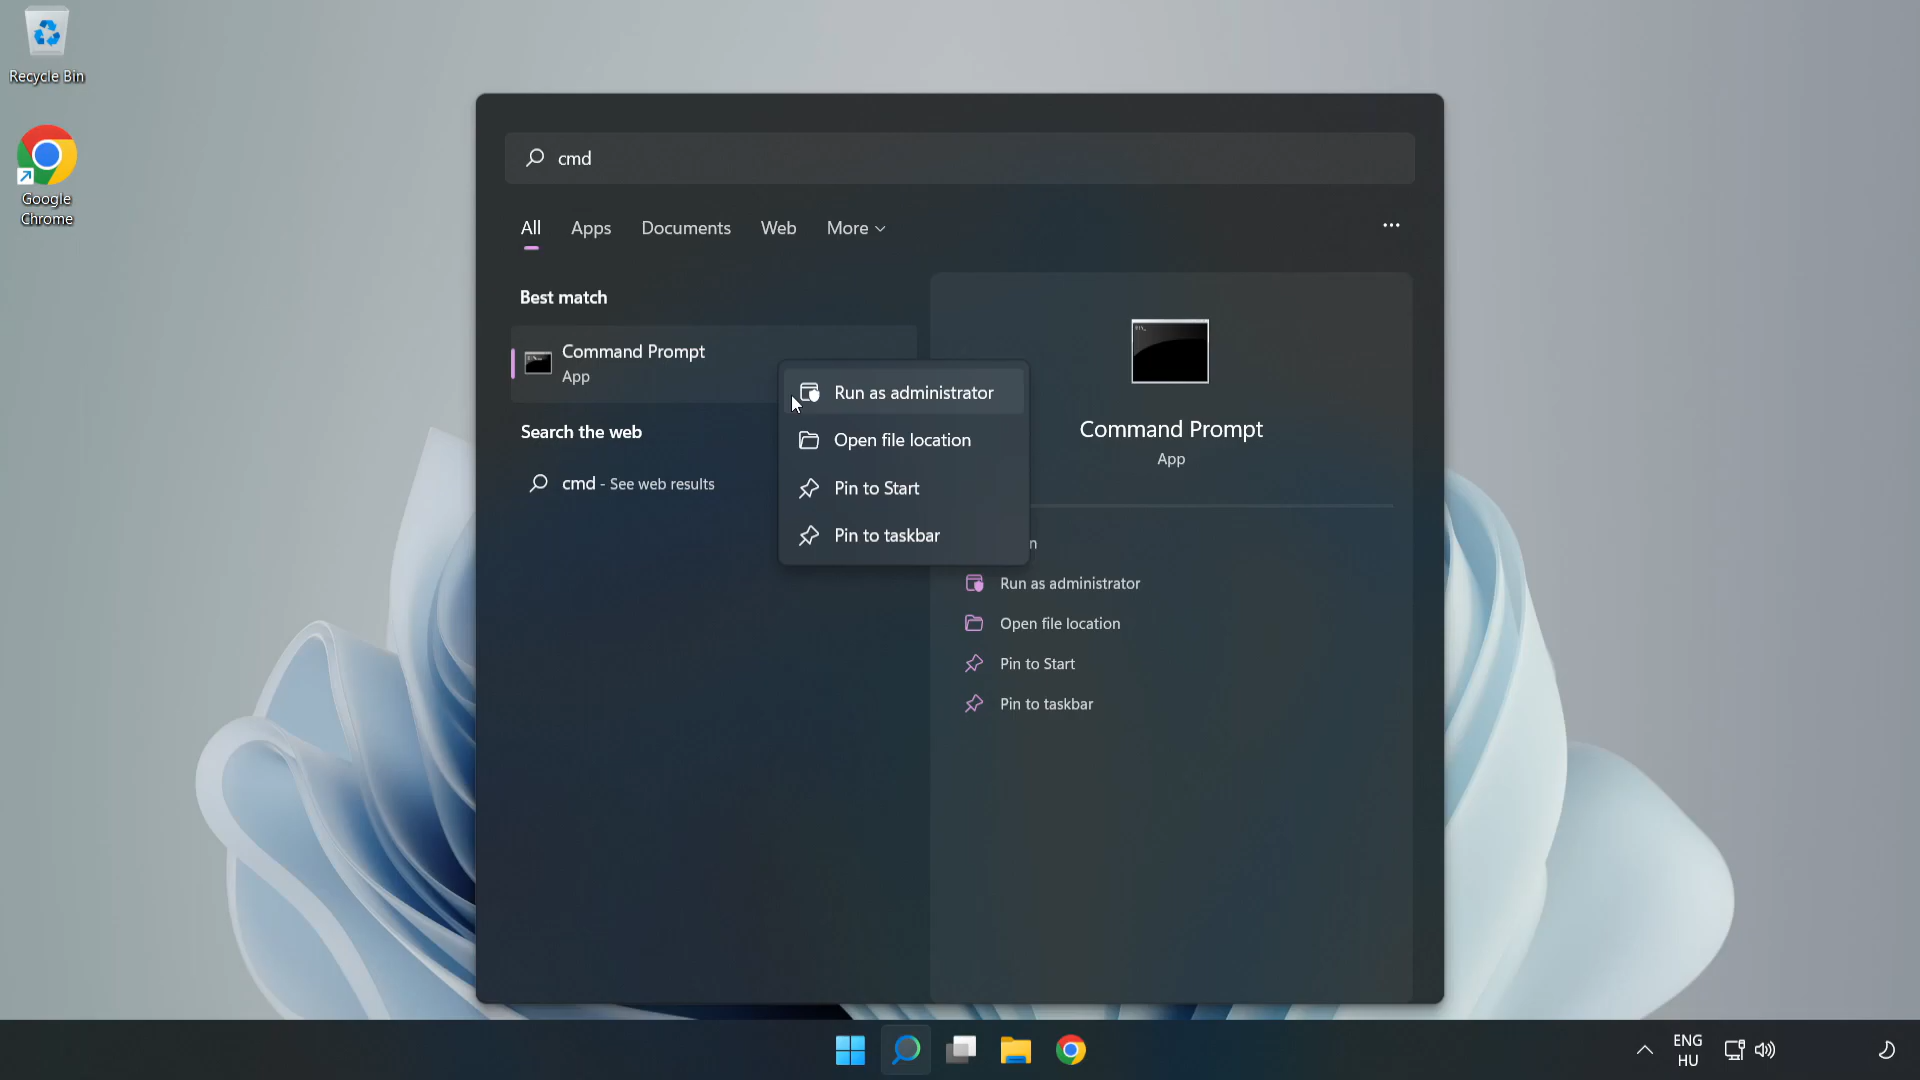 Recycle Bin
Google
Chrome
cmd
All
Apps
Documents
Web
More
Best match
Command Prompt
App
Search the web
cmd - See web results
Run as administrator
Open file location
Pin to Start
Pin to taskbar
Command Prompt
App
Run as administrator
Open file location
Pin to Start
Pin to taskbar
ENG
HU